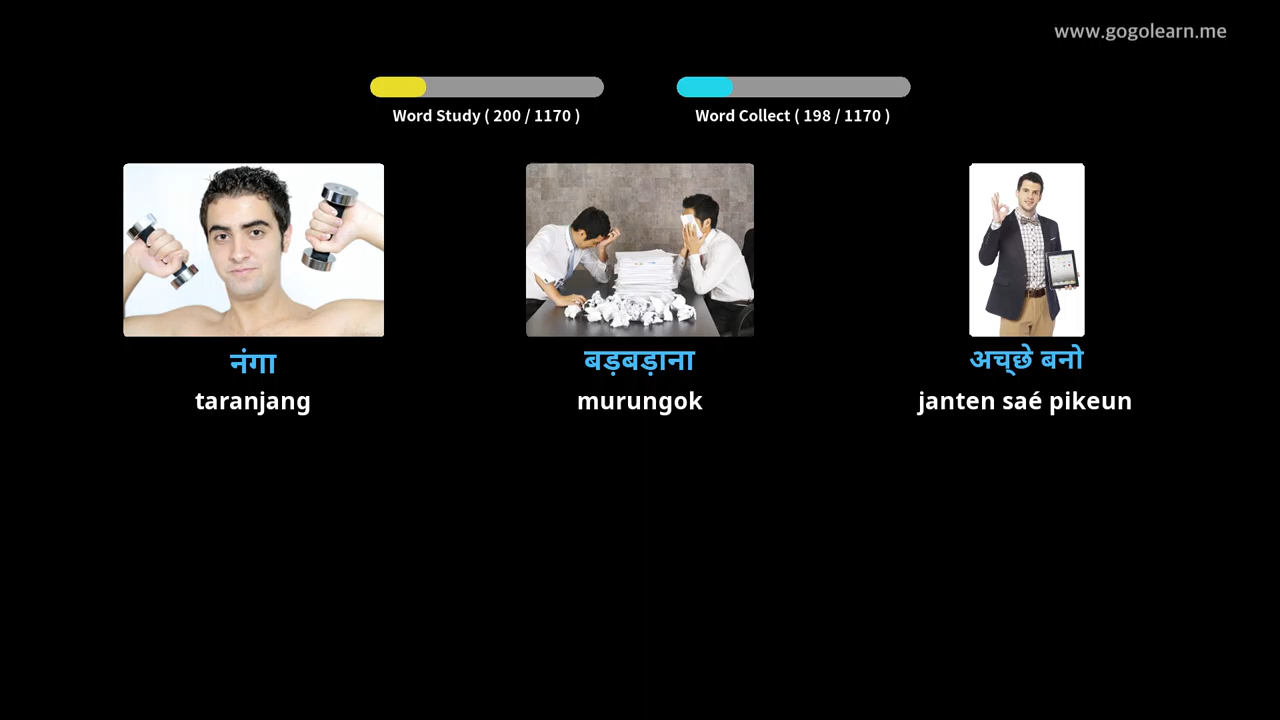 www.gogolearn.me
Word Study ( 200 / 1170 )
Word Collect ( 198 / 1170 )
नंगा
बड़बड़ाना
अच्छे बनो
taranjang
murungok
janten saé pikeun